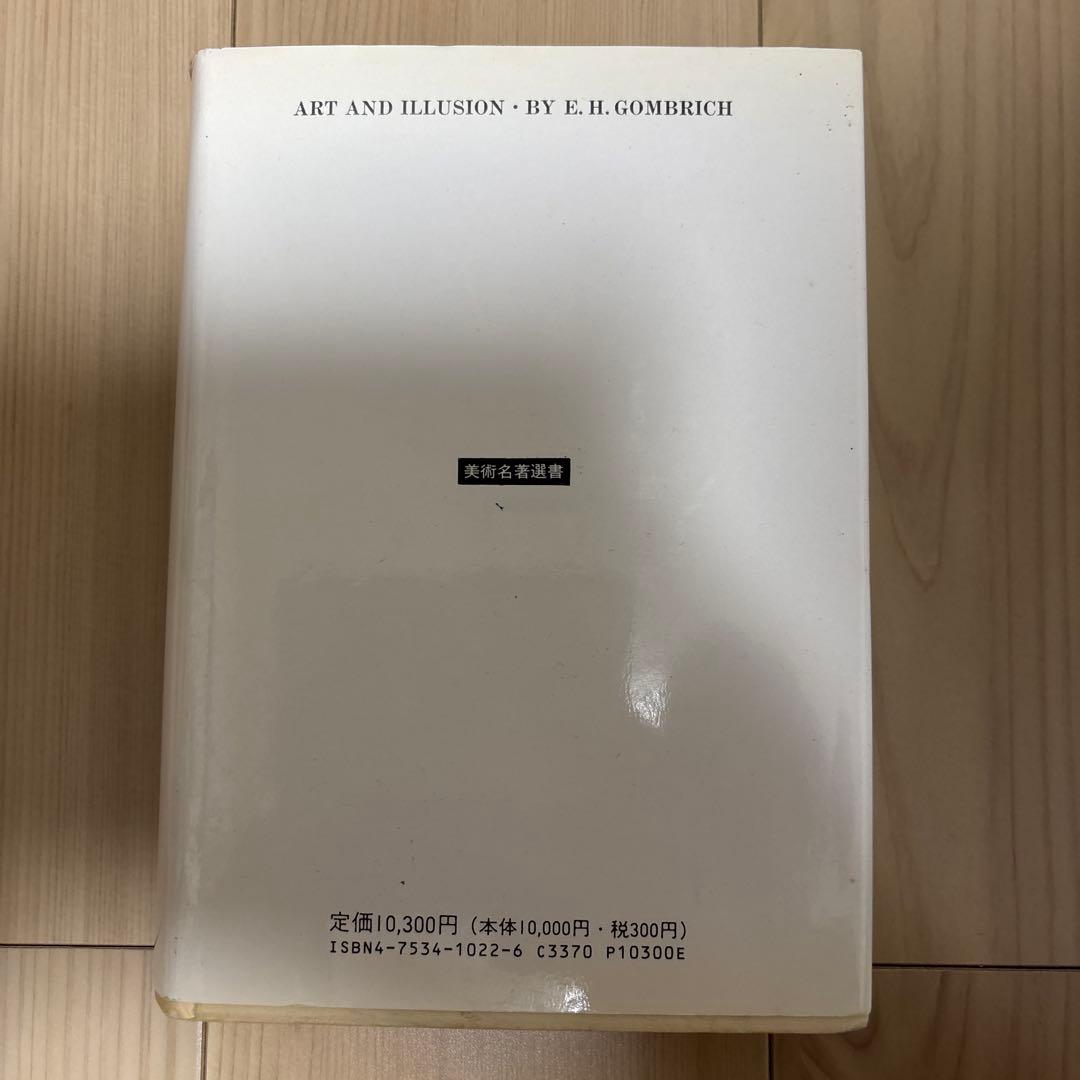 ART AND ILLUSION・BY E. H. GOMBRICH
美術名著選書
定価10,300円（本体10,000円・税300円）
ISBN4-7534-1022-6 C3370 P10300E